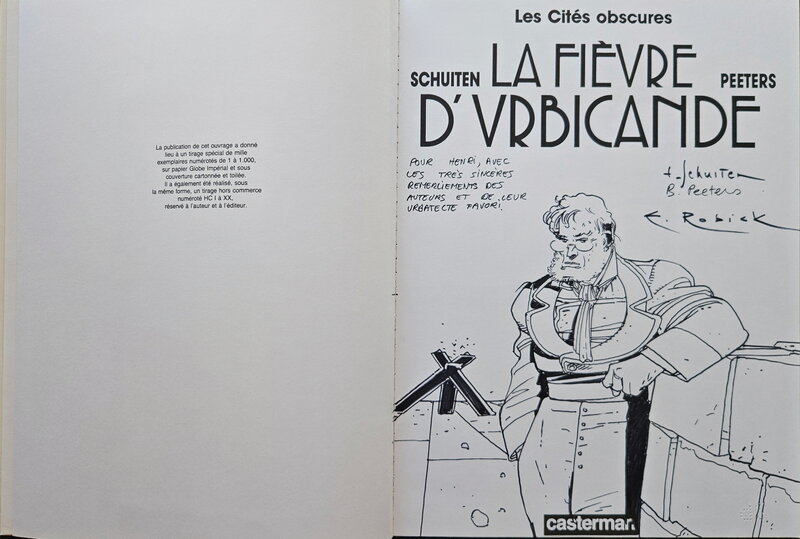 La publication de cet ouvrage a donné
lieu à un tirage spécial de mille
exemplaires numérotés de 1 à 1.000,
sur papier Globe Impérial et sous
couverture cartonnée et toilée.
Il a également été réalisé, sous
la même forme, un tirage hors commerce
numéroté HC I à XX,
réservé à l'auteur et à l'éditeur.
Les Cités obscures
SCHUITEN LA FIÈVRE PEETERS
D'VRBICANDE
POUR HENRI, AVEC
LES TRÈS SINCÈRES
REMERCIEMENTS DES
AUTEURS ET DE LEUR
URBATECTE FAVORI.
F. Schuiten
B. Peeters
E. Robick
casterman